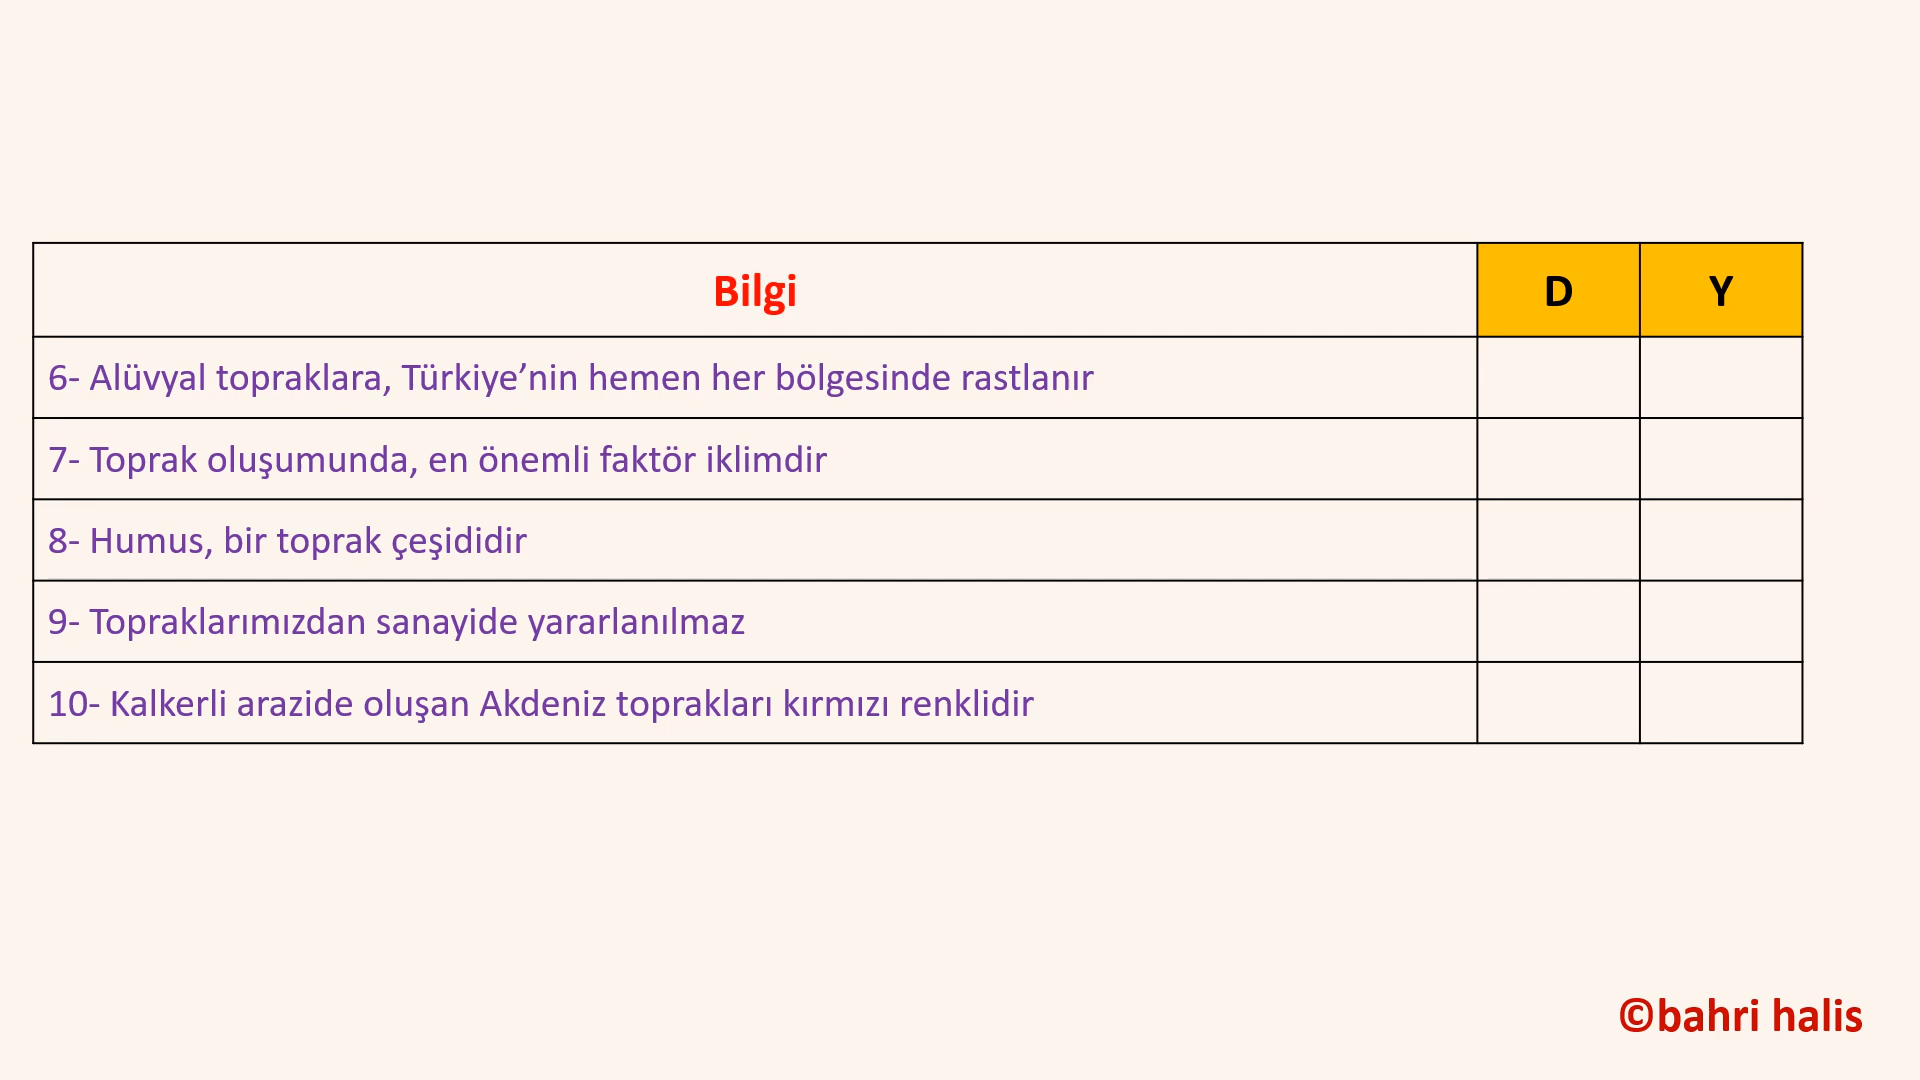 Bilgi D Y
6- Alüvyal topraklara, Türkiye’nin hemen her bölgesinde rastlanır
7- Toprak oluşumunda, en önemli faktör iklimdir
8- Humus, bir toprak çeşididir
9- Topraklarımızdan sanayide yararlanılmaz
10- Kalkerli arazide oluşan Akdeniz toprakları kırmızı renklidir
©bahri halis